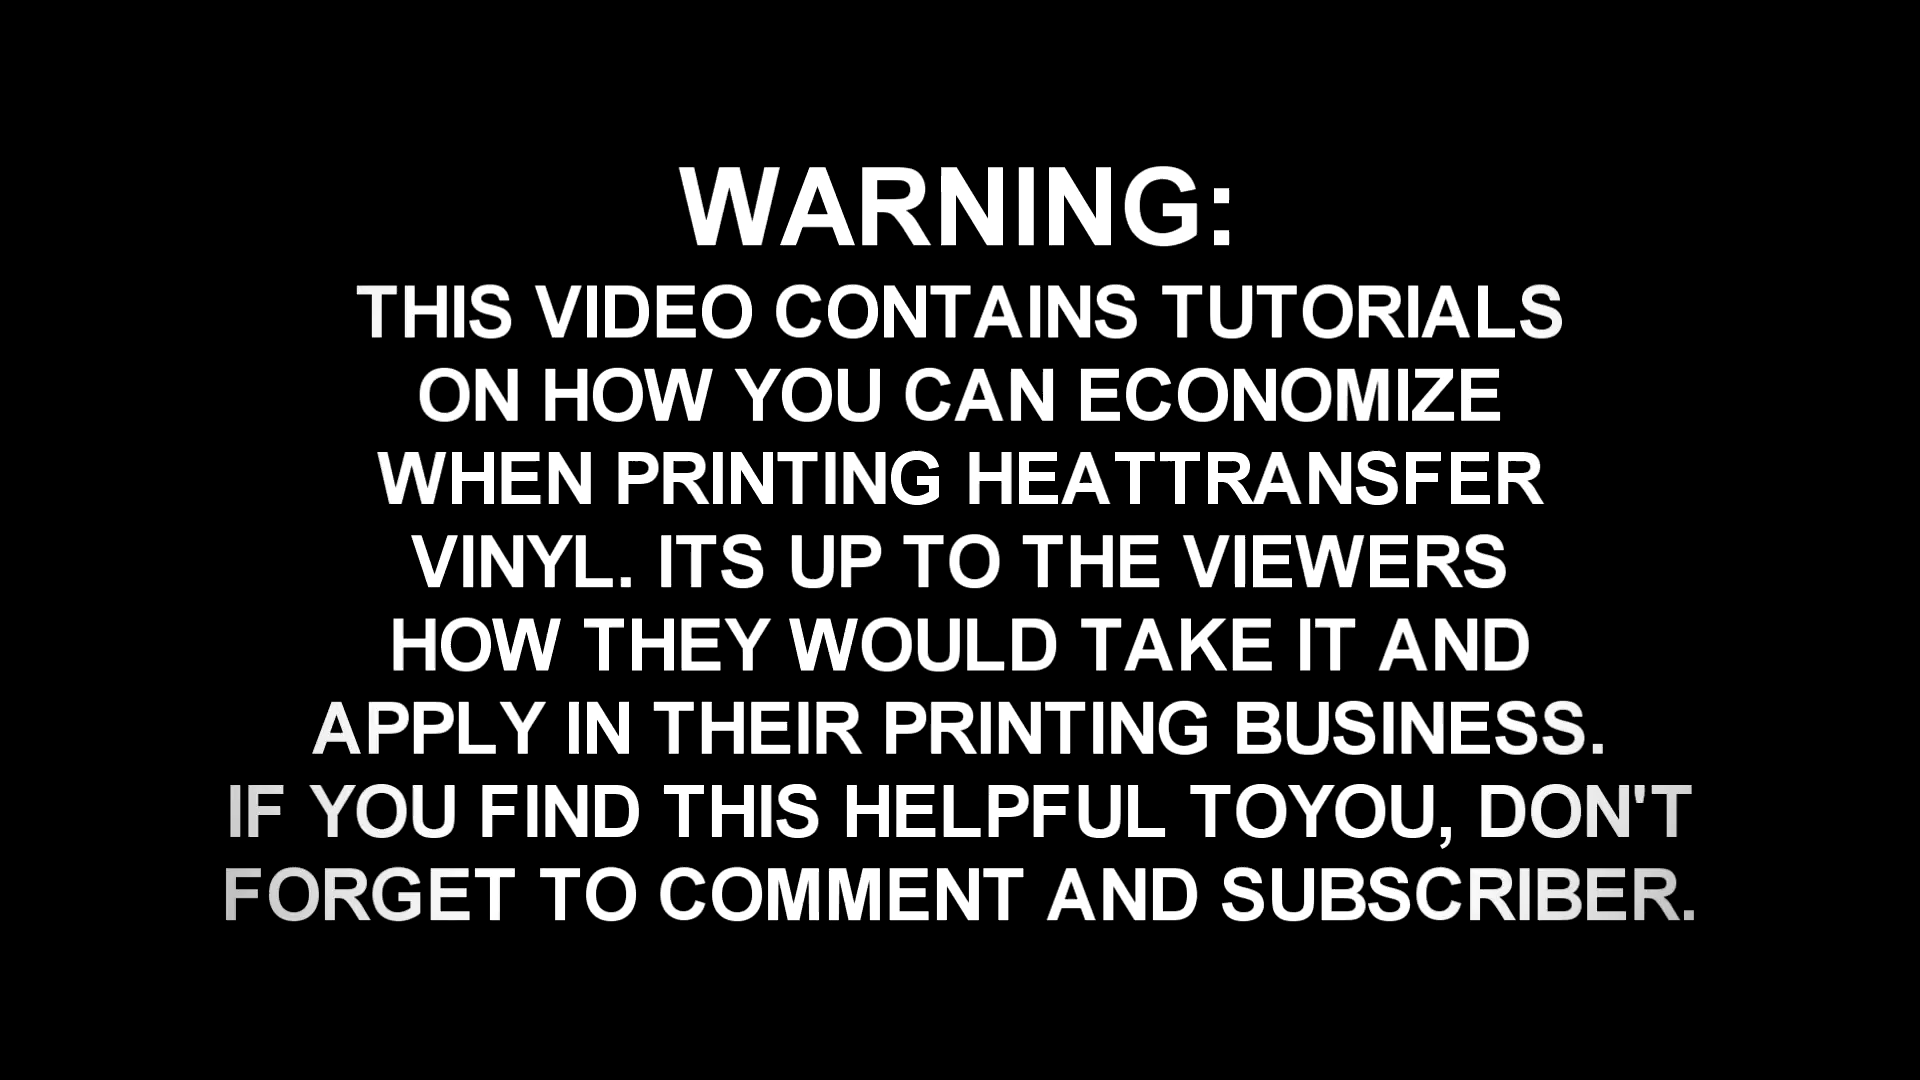 WARNING:
THIS VIDEO CONTAINS TUTORIALS
ON HOW YOU CAN ECONOMIZE
WHEN PRINTING HEATTRANSFER
VINYL. ITS UP TO THE VIEWERS
HOW THEY WOULD TAKE IT AND
APPLY IN THEIR PRINTING BUSINESS.
IF YOU FIND THIS HELPFUL TOYOU, DON'T
FORGET TO COMMENT AND SUBSCRIBER.